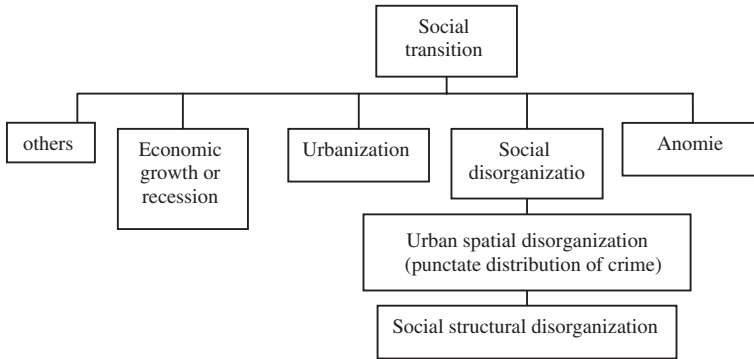 Social
transition
others
Economic
growth or
recession
Urbanization
Social
disorganizatio
Anomie
Urban spatial disorganization
(punctate distribution of crime)
Social structural disorganization